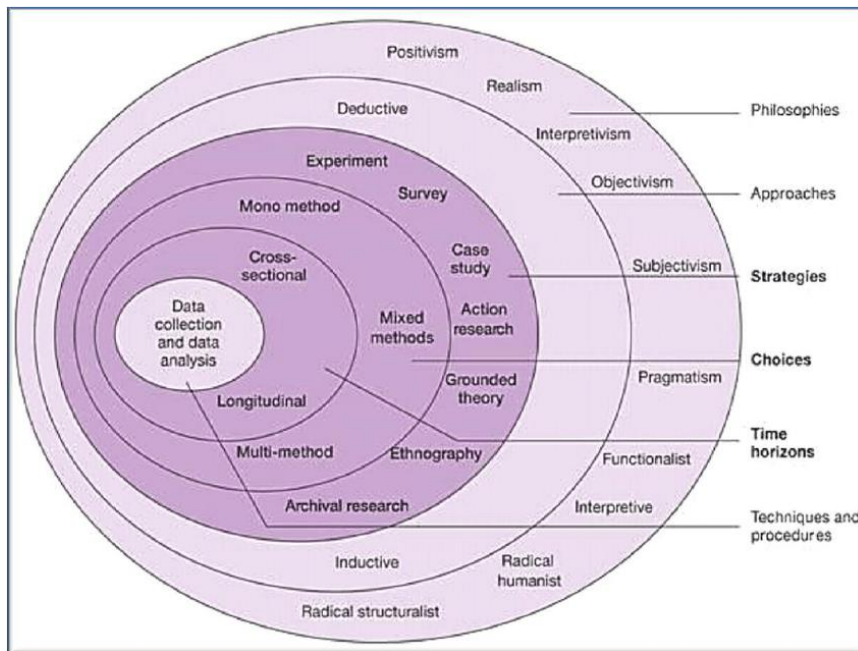 Positivism
Realism
Philosophies
Deductive
Interpretivism
Experiment
Objectivism
Approaches
Survey
Mono method
Case
study
Cross-
sectional
Subjectivism
Strategies
Data
collection
and data
analysis
Mixed
methods
Action
research
Choices
Grounded
theory
Pragmatism
Longitudinal
Time
horizons
Multi-method
Ethnography
Functionalist
Archival research
Interpretive
Techniques and
procedures
Inductive
Radical
humanist
Radical structuralist